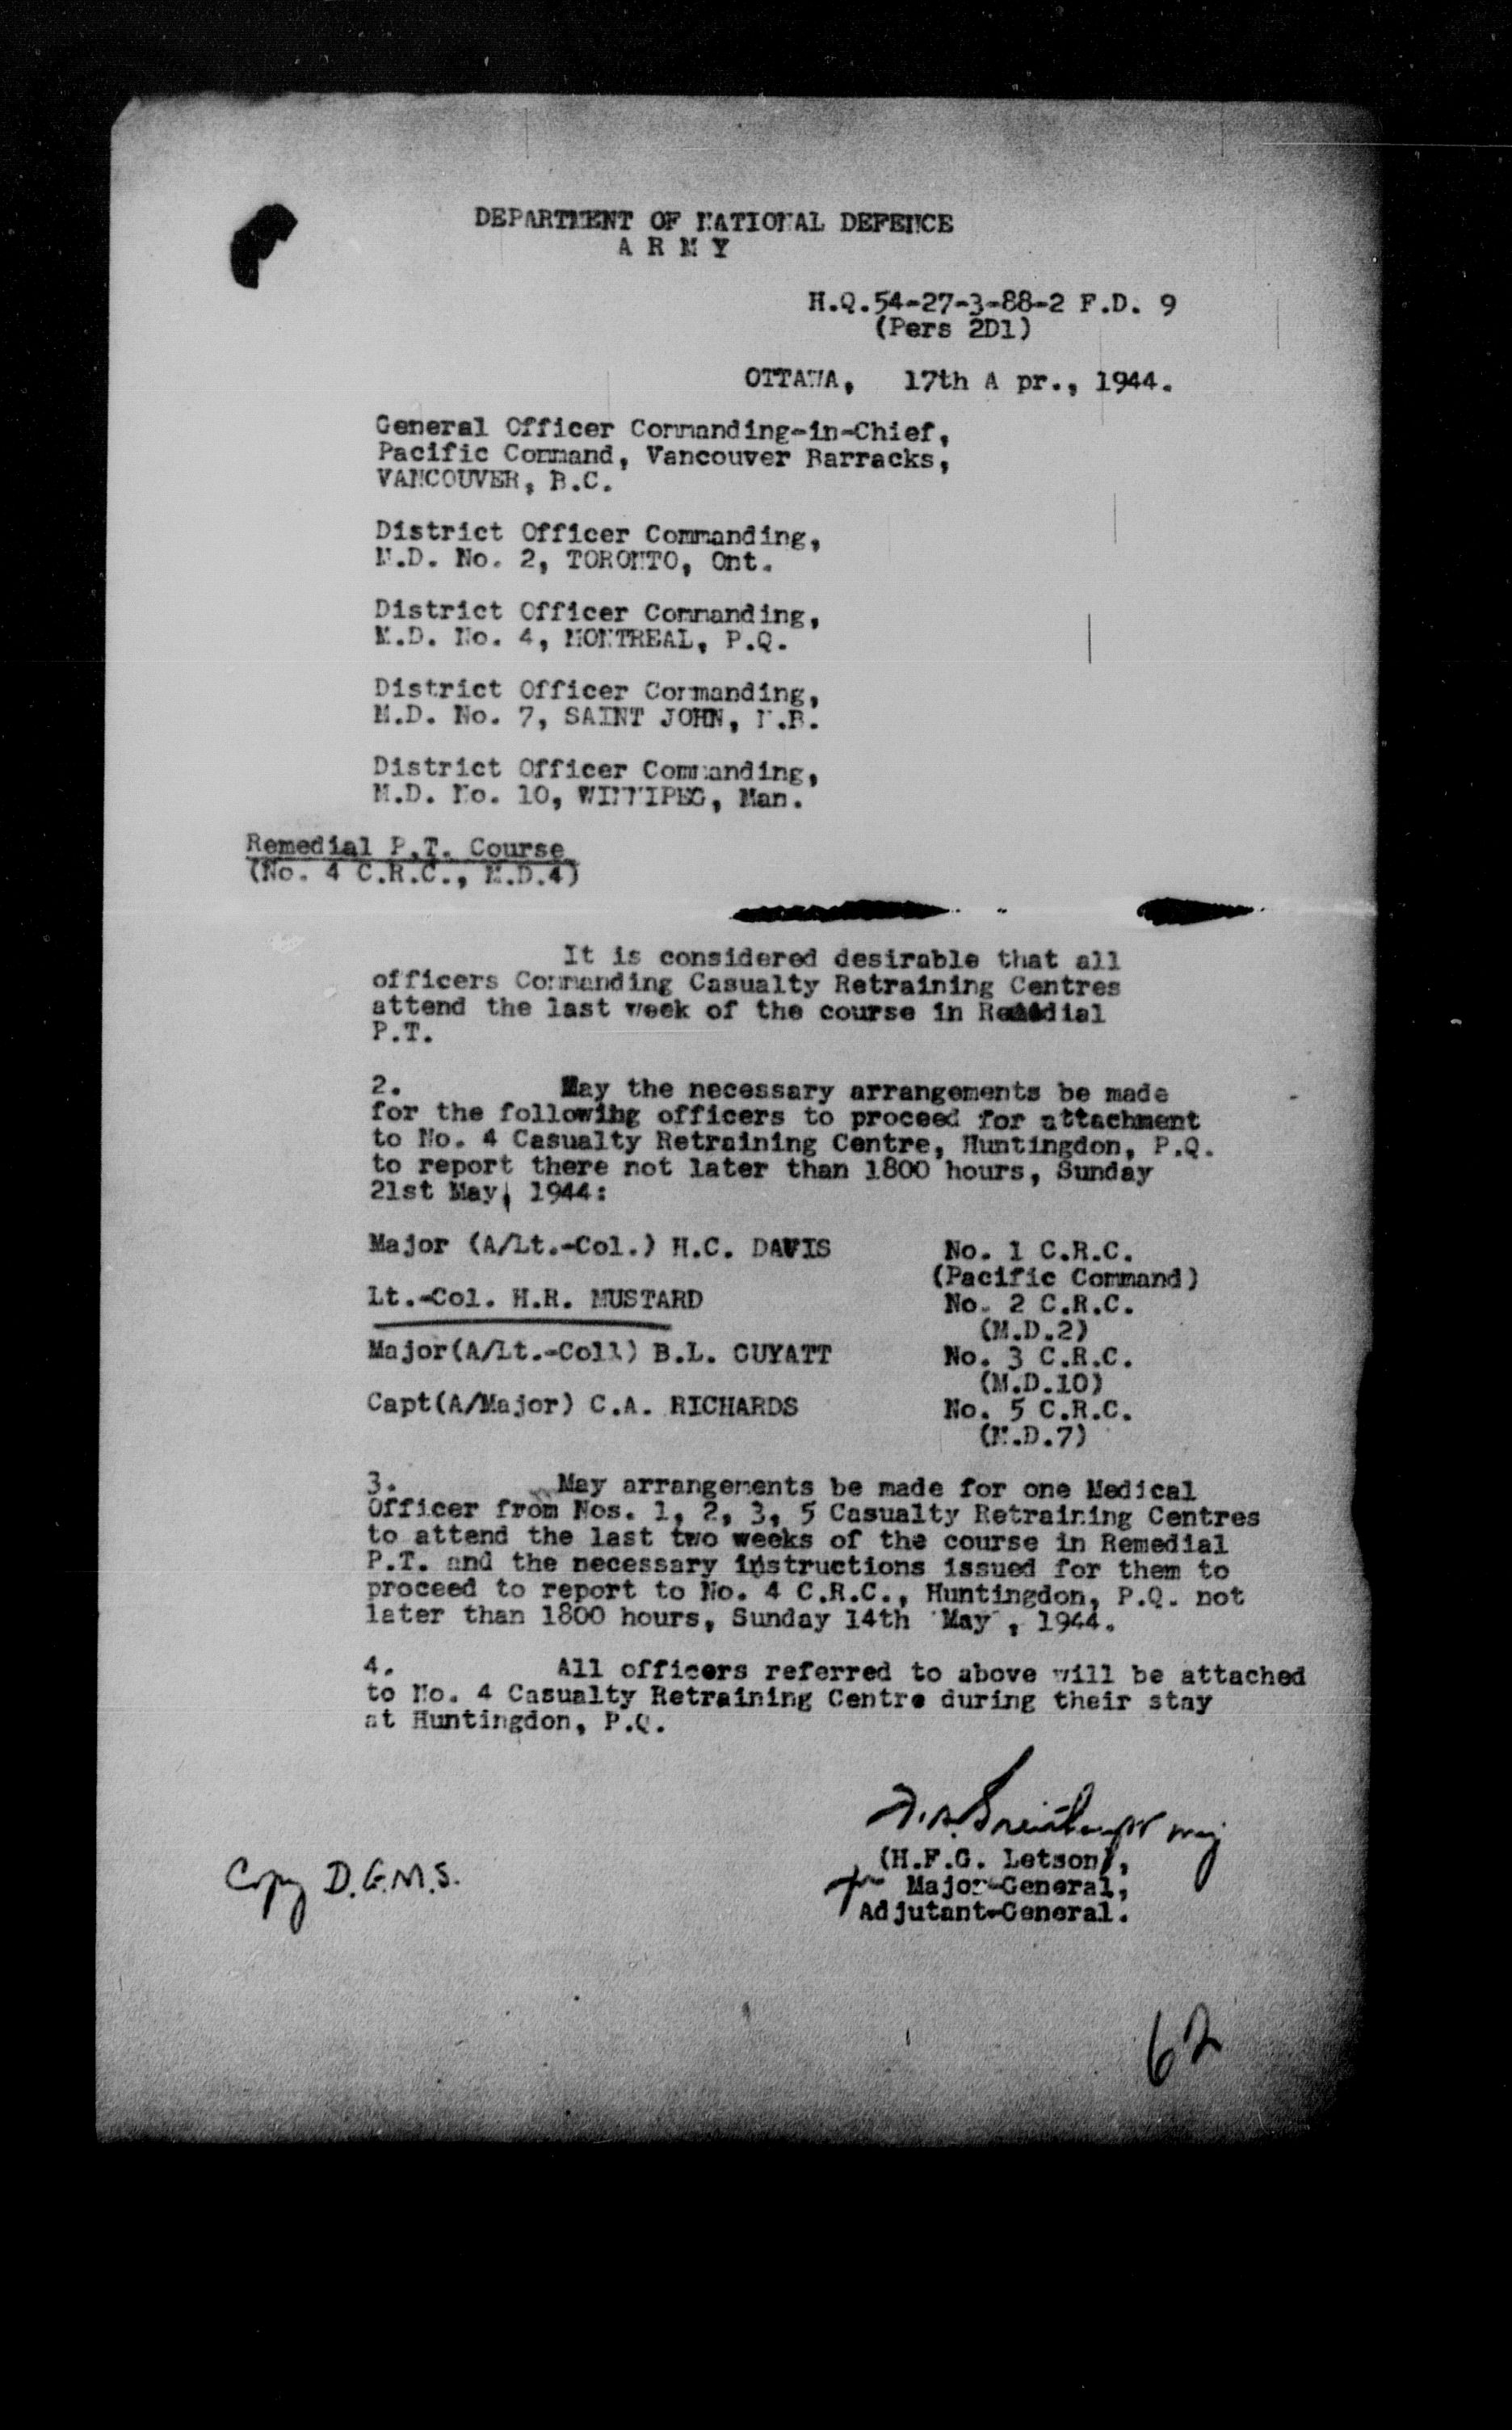 DEPARTMENT OF NATIONAL DEFENCE
A R M Y
H.Q.54-27-3-88-2 F.D. 9
(Pers 2D1)
OTTAWA, 17th A pr., 1944.
General Officer Commanding-in-Chief,
Pacific Command, Vancouver Barracks,
VANCOUVER, B.C.
District Officer Commanding,
M.D. No. 2, TORONTO, Ont.
District Officer Commanding,
M.D. No. 4, MONTREAL, P.Q.
District Officer Commanding,
M.D. No. 7, SAINT JOHN, N.B.
District Officer Commanding,
M.D. No. 10, WINNIPEG, Man.
Remedial P.T. Course
(No. 4 C.R.C., M.D.4)
It is considered desirable that all
officers Commanding Casualty Retraining Centres
attend the last week of the course in Remedial
P.T.
2. May the necessary arrangements be made
for the following officers to proceed for attachment
to No. 4 Casualty Retraining Centre, Huntingdon, P.Q.
to report there not later than 1800 hours, Sunday
21st May, 1944:
Major (A/Lt.-Col.) H.C. DAVIS No. 1 C.R.C.
(Pacific Command)
Lt.-Col. H.R. MUSTARD No. 2 C.R.C.
(M.D.2)
Major(A/Lt.-Coll) B.L. GUYATT No. 3 C.R.C.
(M.D.10)
Capt(A/Major) C.A. RICHARDS No. 5 C.R.C.
(M.D.7)
3. May arrangements be made for one Medical
Officer from Nos. 1, 2, 3, 5 Casualty Retraining Centres
to attend the last two weeks of the course in Remedial
P.T. and the necessary instructions issued for them to
proceed to report to No. 4 C.R.C., Huntingdon, P.Q. not
later than 1800 hours, Sunday 14th May , 1944.
4. All officers referred to above will be attached
to No. 4 Casualty Retraining Centre during their stay
at Huntingdon, P.Q.
maj
(H.F.G. Letson),
for Major-General,
Adjutant-General.
Copy D.G.M.S.
62